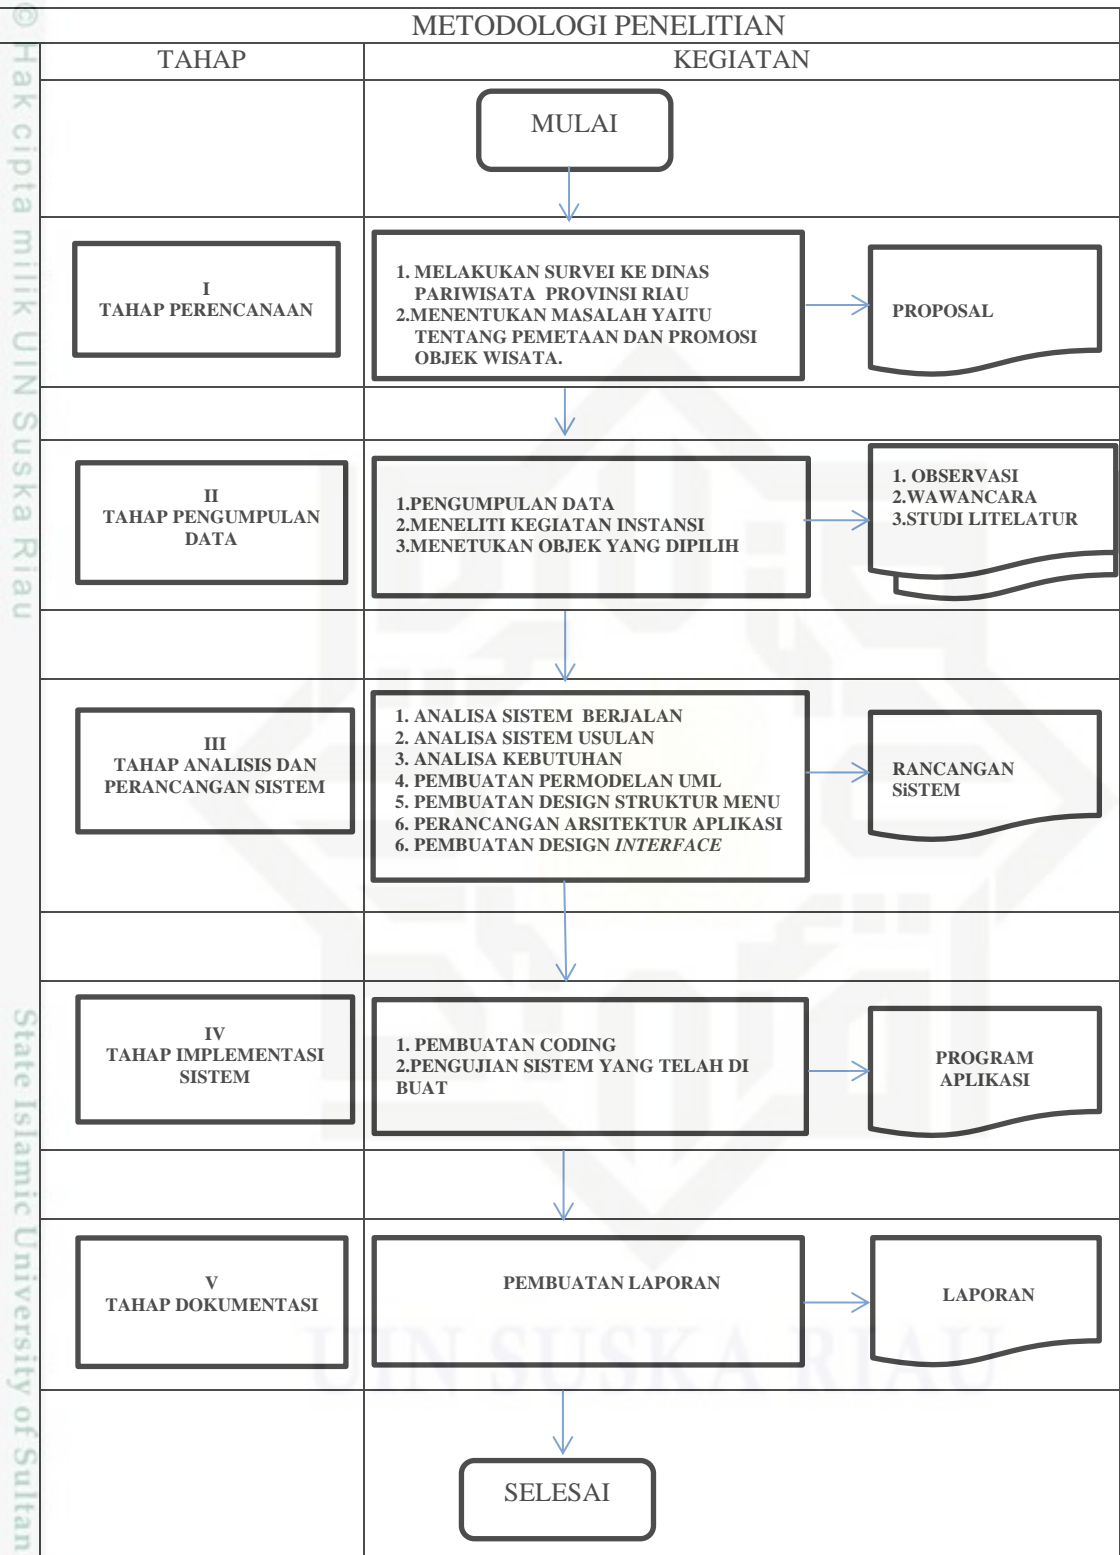 METODOLOGI PENELITIAN
TAHAP
KEGIATAN
MULAI
I
TAHAP PERENCANAAN
1. MELAKUKAN SURVEI KE DINAS
PARIWISATA PROVINSI RIAU
2.MENENTUKAN MASALAH YAITU
TENTANG PEMETAAN DAN PROMOSI
OBJEK WISATA.
PROPOSAL
II
TAHAP PENGUMPULAN
DATA
1.PENGUMPULAN DATA
2.MENELITI KEGIATAN INSTANSI
3.MENETUKAN OBJEK YANG DIPILIH
1. OBSERVASI
2.WAWANCARA
3.STUDI LITELATUR
III
TAHAP ANALISIS DAN
PERANCANGAN SISTEM
1. ANALISA SISTEM BERJALAN
2. ANALISA SISTEM USULAN
3. ANALISA KEBUTUHAN
4. PEMBUATAN PERMODELAN UML
5. PEMBUATAN DESIGN STRUKTUR MENU
6. PERANCANGAN ARSITEKTUR APLIKASI
6. PEMBUATAN DESIGN INTERFACE
RANCANGAN
SiSTEM
IV
TAHAP IMPLEMENTASI
SISTEM
1. PEMBUATAN CODING
2.PENGUJIAN SISTEM YANG TELAH DI
BUAT
PROGRAM
APLIKASI
V
TAHAP DOKUMENTASI
PEMBUATAN LAPORAN
LAPORAN
SELESAI
© Hak cipta milik UIN Suska Riau
State Islamic University of Sultan
UIN SUSKA RIAU